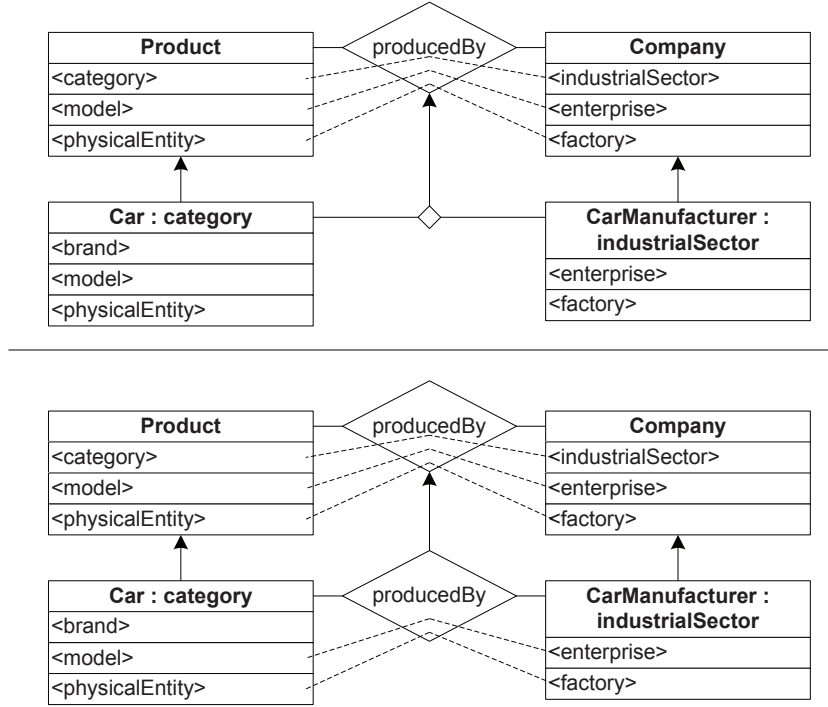 Product
producedBy
Company
<category>
<industrialSector>
<model>
<enterprise>
<physicalEntity>
<factory>
Car : category
CarManufacturer :
industrialSector
<brand>
<model>
<enterprise>
<physicalEntity>
<factory>
Product
producedBy
Company
<category>
<industrialSector>
<model>
<enterprise>
<physicalEntity>
<factory>
Car : category
producedBy
CarManufacturer :
industrialSector
<brand>
<model>
<enterprise>
<physicalEntity>
<factory>